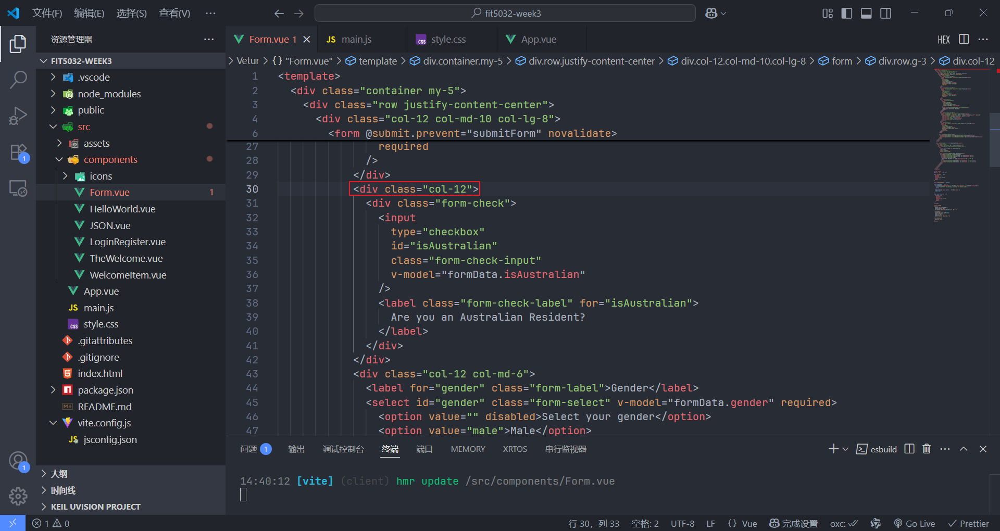 文件(F) 编辑(E) 选择(S) 查看(V) ··· fit5032-week3
资源管理器 ···
FIT5032-WEEK3
.vscode
node_modules
public
src
assets
components
icons
Form.vue 1
HelloWorld.vue
JSON.vue
LoginRegister.vue
TheWelcome.vue
WelcomeItem.vue
App.vue
JS main.js
css style.css
.gitattributes
.gitignore
index.html
package.json
README.md
vite.config.js
JS jsconfig.json
大纲
时间线
KEIL UVISION PROJECT
1
1
Form.vue 1 JS main.js css style.css App.vue HEX ···
Vetur > {} "Form.vue" > template > div.container.my-5 > div.row.justify-content-center > div.col-12.col-md-10.col-lg-8 > form > div.row.g-3 > div.col-12
1 <template>
2 <div class="container my-5">
3 <div class="row justify-content-center">
4 <div class="col-12 col-md-10 col-lg-8">
6 <form @submit.prevent="submitForm" novalidate>
27 required
28 />
29 </div>
30 <div class="col-12">
31 <div class="form-check">
32 <input
33 type="checkbox"
34 id="isAustralian"
35 class="form-check-input"
36 v-model="formData.isAustralian"
37 />
38 <label class="form-check-label" for="isAustralian">
39 Are you an Australian Resident?
40 </label>
41 </div>
42 </div>
43 <div class="col-12 col-md-6">
44 <label for="gender" class="form-label">Gender</label>
45 <select id="gender" class="form-select" v-model="formData.gender" required>
46 <option value="" disabled>Select your gender</option>
47 <option value="male">Male</option>
问题 1 输出 调试控制台 终端 端口 MEMORY XRTOS 串行监视器 esbuild ···
14:40:12 [vite] (client) hmr update /src/components/Form.vue
1 0 行 30，列 33 空格: 2 UTF-8 LF {} Vue 完成设置 oxc: Go Live Prettier